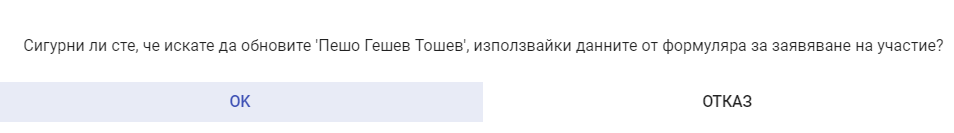 Сигурни ли сте, че искате да обновите 'Пешо Гешев Тошев', използвайки данните от формуляра за заявяване на участие?
OK
ОТКАЗ